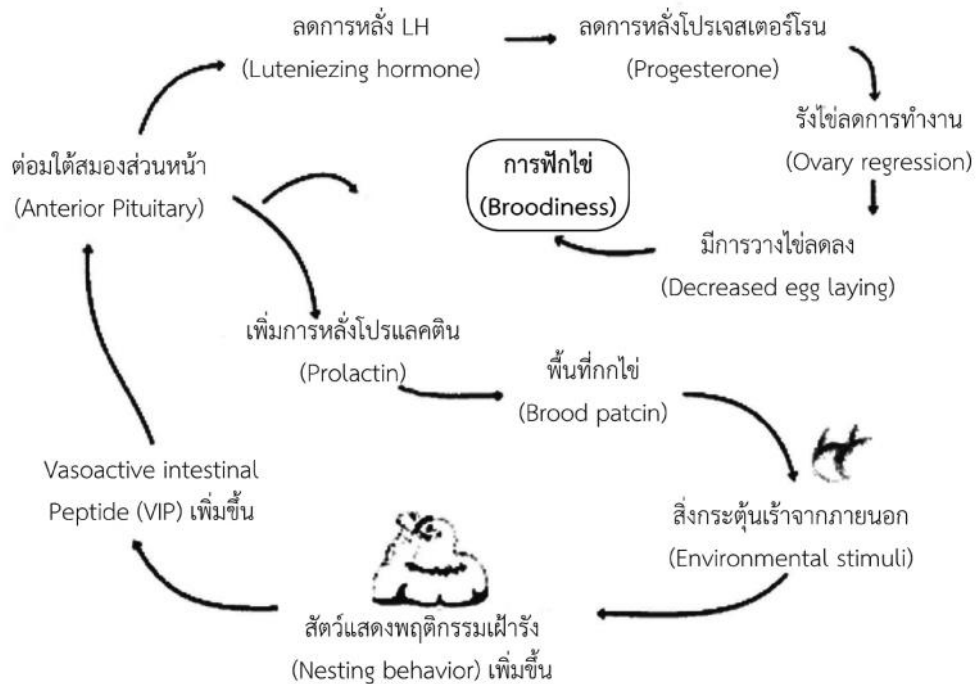 ลดการหลั่ง LH
(Luteniezing hormone)
ลดการหลั่งโปรเจสเตอร์โรน
(Progesterone)
รังไข่ลดการทำงาน
(Ovary regression)
ต่อมใต้สมองส่วนหน้า
(Anterior Pituitary)
การฟักไข่
(Broodiness)
มีการวางไข่ลดลง
(Decreased egg laying)
เพิ่มการหลั่งโปรแลคติน
(Prolactin)
พื้นที่กกไข่
(Brood patcin)
Vasoactive intestinal
Peptide (VIP) เพิ่มขึ้น
สิ่งกระตุ้นเร้าจากภายนอก
(Environmental stimuli)
สัตว์แสดงพฤติกรรมเฝ้ารัง
(Nesting behavior) เพิ่มขึ้น